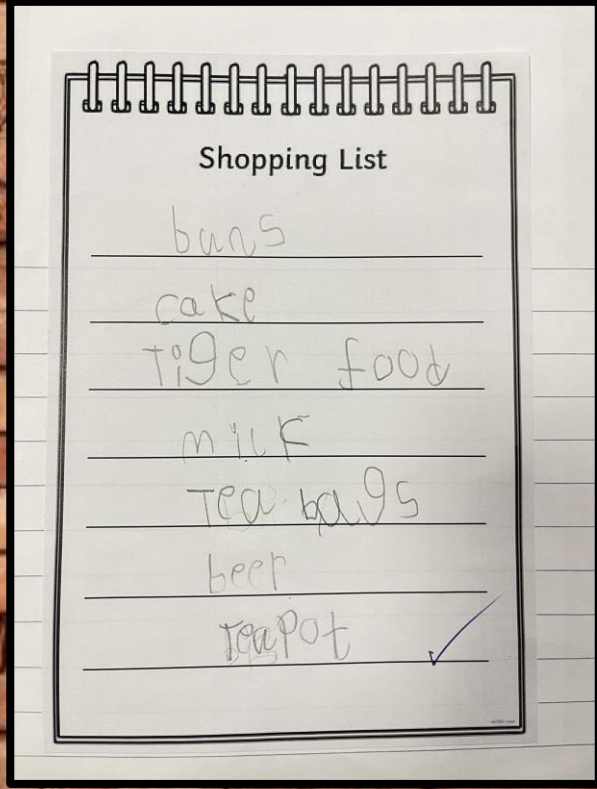 Shopping List
buns
cake
tiger food
milk
Tea bags
beer
Teapot